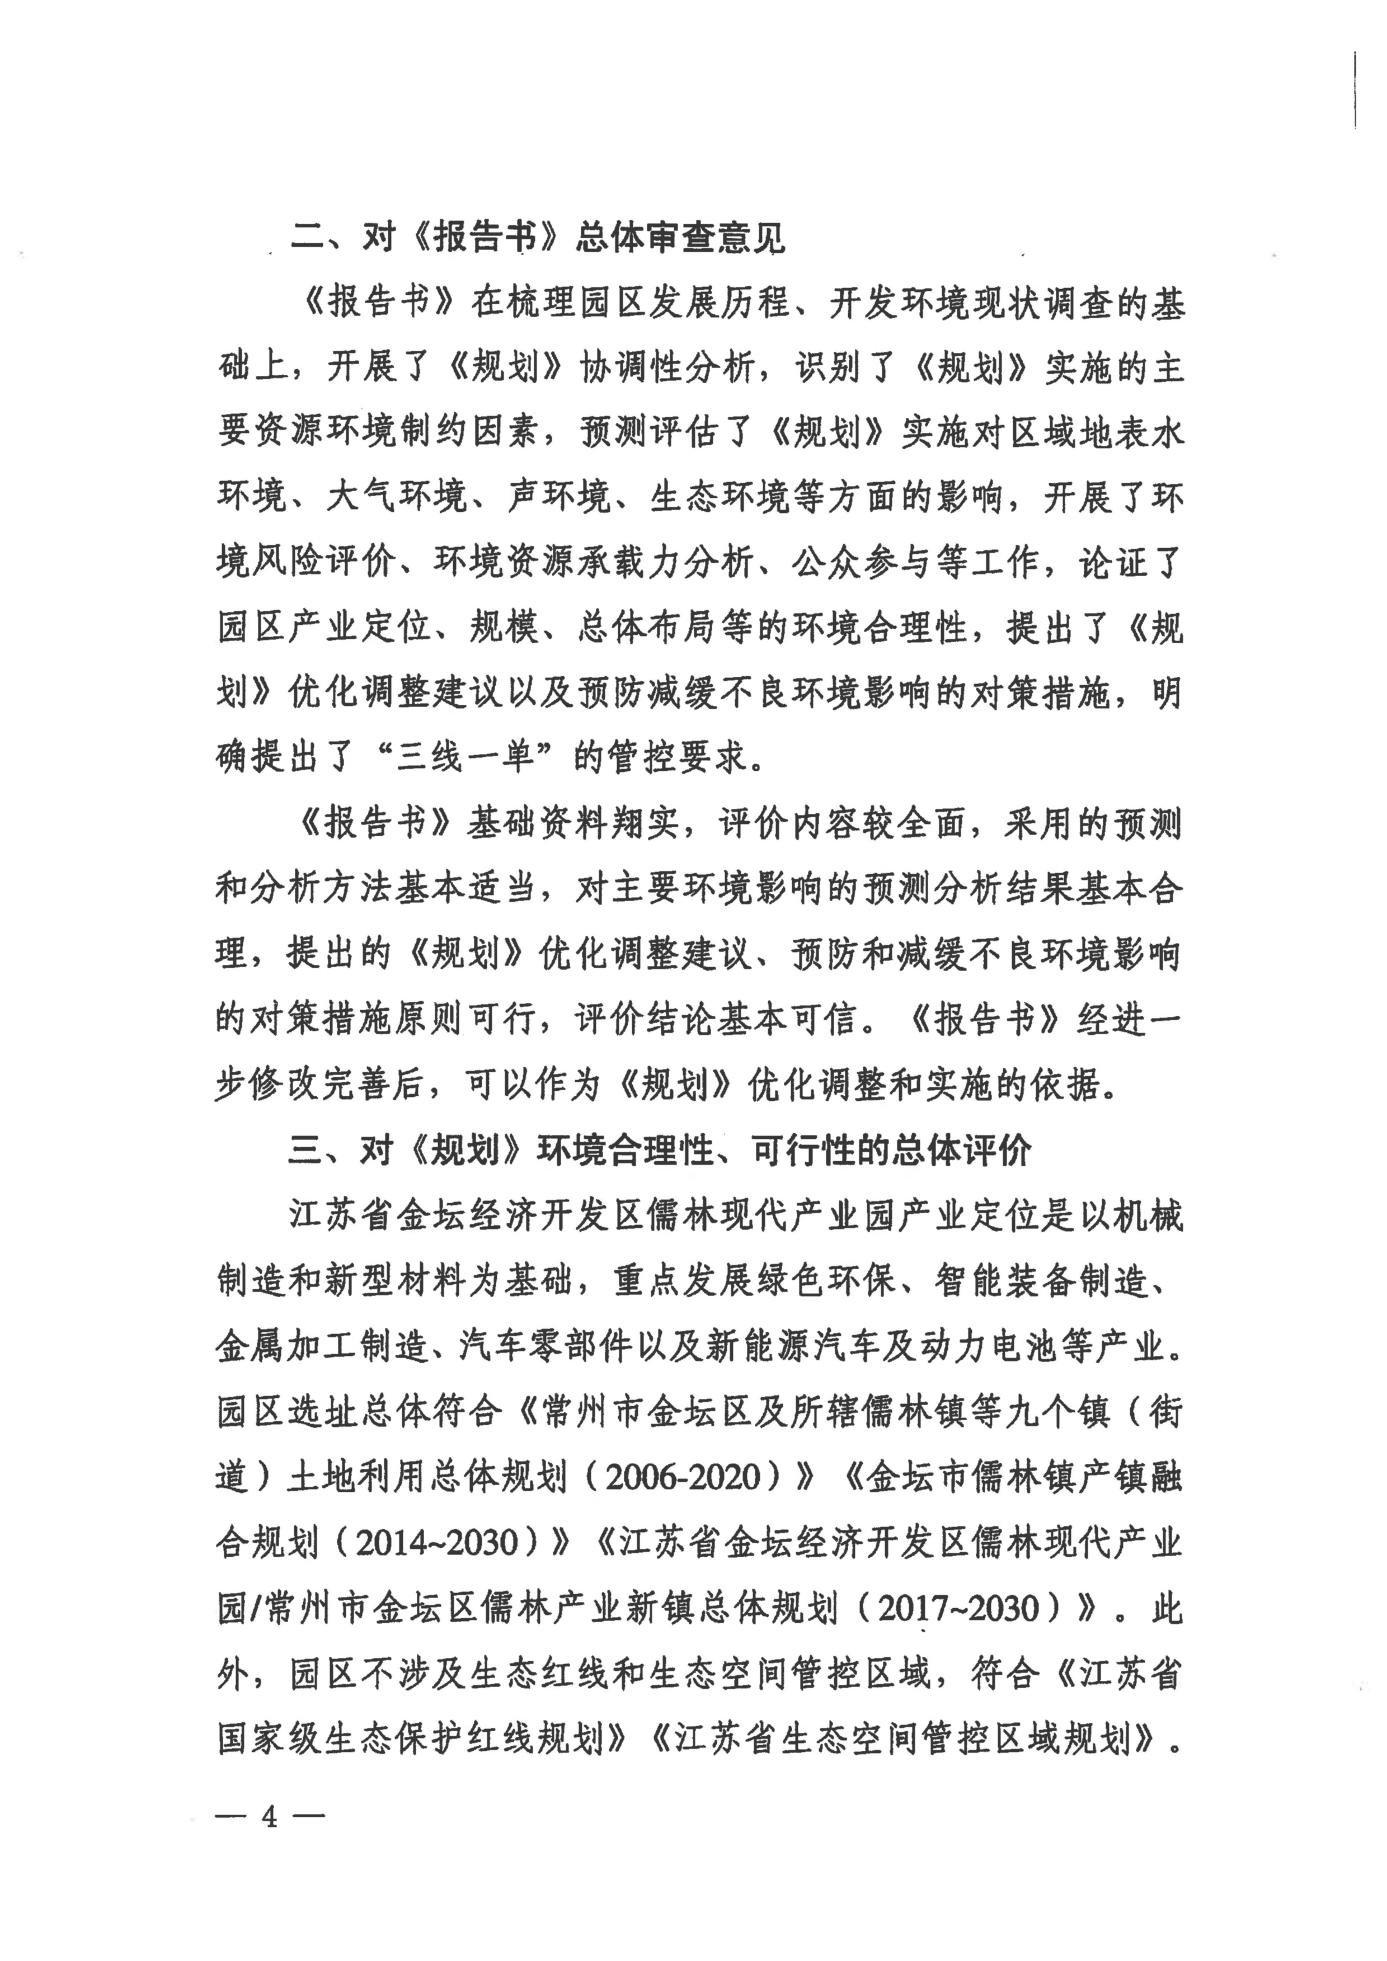 二、对《报告书》总体审查意见
《报告书》在梳理园区发展历程、开发环境现状调查的基
础上，开展了《规划》协调性分析，识别了《规划》实施的主
要资源环境制约因素，预测评估了《规划》实施对区域地表水
环境、大气环境、声环境、生态环境等方面的影响，开展了环
境风险评价、环境资源承载力分析、公众参与等工作，论证了
园区产业定位、规模、总体布局等的环境合理性，提出了《规
划》优化调整建议以及预防减缓不良环境影响的对策措施，明
确提出了“三线一单”的管控要求。
《报告书》基础资料翔实，评价内容较全面，采用的预测
和分析方法基本适当，对主要环境影响的预测分析结果基本合
理，提出的《规划》优化调整建议、预防和减缓不良环境影响
的对策措施原则可行，评价结论基本可信。《报告书》经进一
步修改完善后，可以作为《规划》优化调整和实施的依据。
三、对《规划》环境合理性、可行性的总体评价
江苏省金坛经济开发区儒林现代产业园产业定位是以机械
制造和新型材料为基础，重点发展绿色环保、智能装备制造、
金属加工制造、汽车零部件以及新能源汽车及动力电池等产业。
园区选址总体符合《常州市金坛区及所辖儒林镇等九个镇（街
道）土地利用总体规划（2006-2020）》《金坛市儒林镇产镇融
合规划（2014~2030）》《江苏省金坛经济开发区儒林现代产业
园/常州市金坛区儒林产业新镇总体规划（2017~2030）》。此
外，园区不涉及生态红线和生态空间管控区域，符合《江苏省
国家级生态保护红线规划》《江苏省生态空间管控区域规划》。
— 4 —